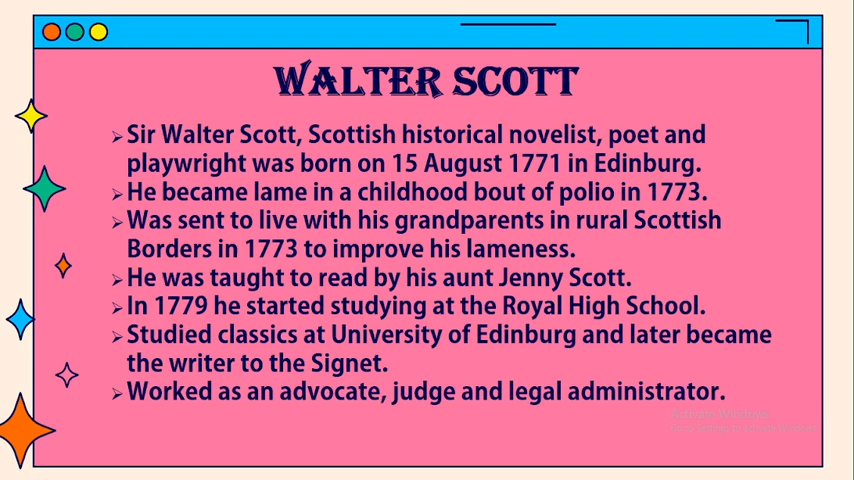 WALTER SCOTT
➢Sir Walter Scott, Scottish historical novelist, poet and
playwright was born on 15 August 1771 in Edinburg.
➢He became lame in a childhood bout of polio in 1773.
➢Was sent to live with his grandparents in rural Scottish
Borders in 1773 to improve his lameness.
➢He was taught to read by his aunt Jenny Scott.
➢In 1779 he started studying at the Royal High School.
➢Studied classics at University of Edinburg and later became
the writer to the Signet.
➢Worked as an advocate, judge and legal administrator.
Activate Windows